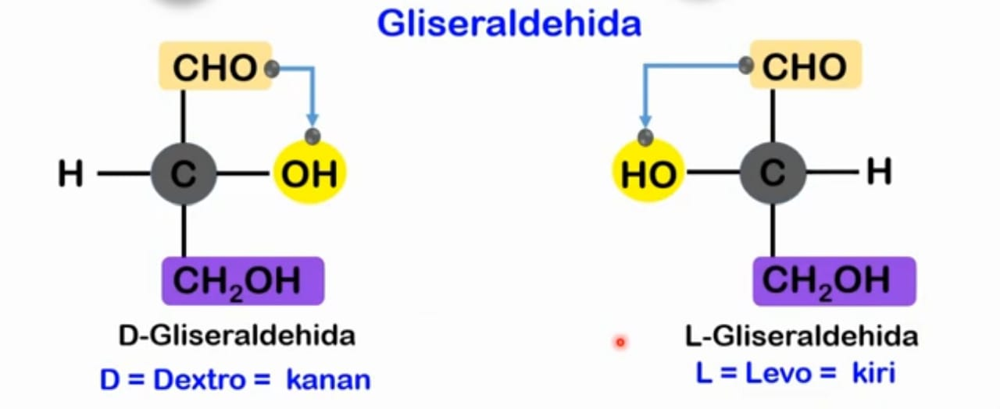 Gliseraldehida
CHO
H C OH
CH₂OH
D-Gliseraldehida
D = Dextro = kanan
CHO
HO C H
CH₂OH
L-Gliseraldehida
L = Levo = kiri